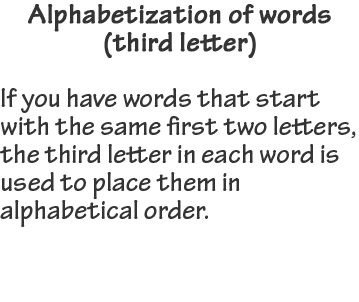 Alphabetization of words
(third letter)
If you have words that start
with the same first two letters,
the third letter in each word is
used to place them in
alphabetical order.